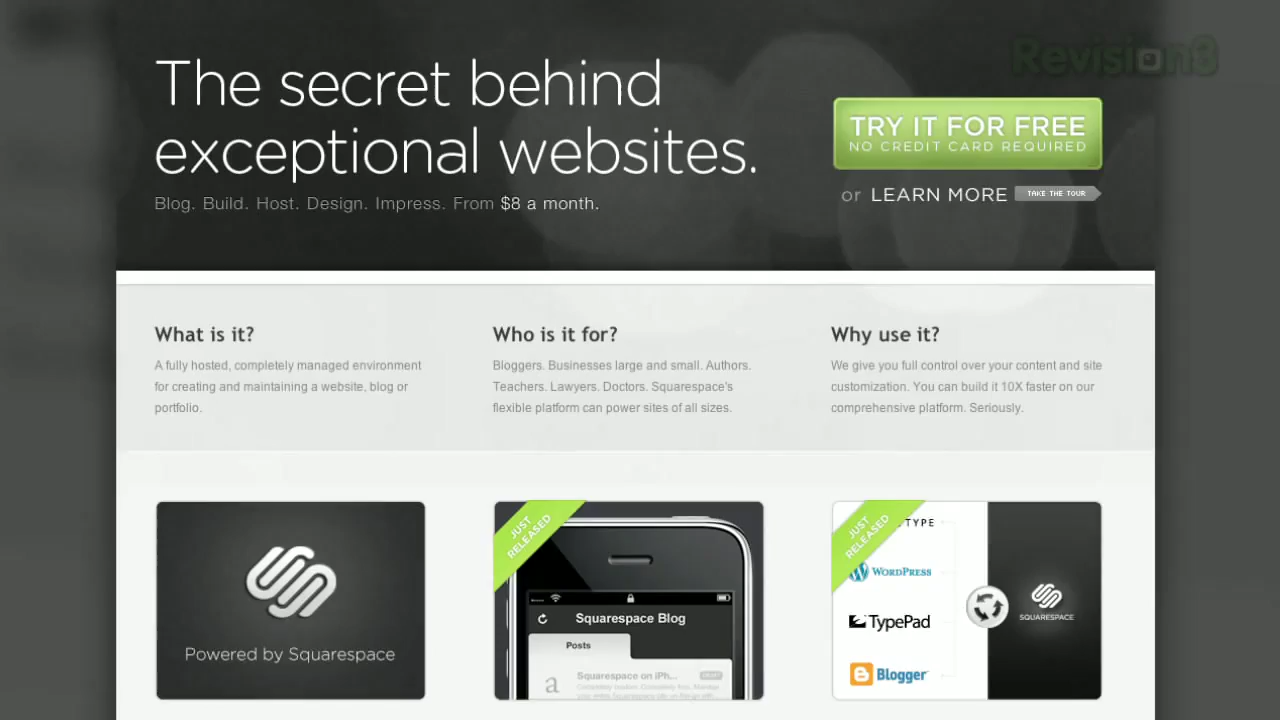 Revision3
The secret behind
exceptional websites.
Blog. Build. Host. Design. Impress. From $8 a month.
TRY IT FOR FREE
NO CREDIT CARD REQUIRED
or LEARN MORE TAKE THE TOUR
What is it?
A fully hosted, completely managed environment
for creating and maintaining a website, blog or
portfolio.
Who is it for?
Bloggers. Businesses large and small. Authors.
Teachers. Lawyers. Doctors. Squarespace's
flexible platform can power sites of all sizes.
Why use it?
We give you full control over your content and site
customization. You can build it 10X faster on our
comprehensive platform. Seriously.
Powered by Squarespace
JUST
RELEASED
Squarespace Blog
Posts
a
Squarespace on iPh...
JUST
RELEASED
TYPE
WORDPRESS
TypePad
Blogger
SQUARESPACE